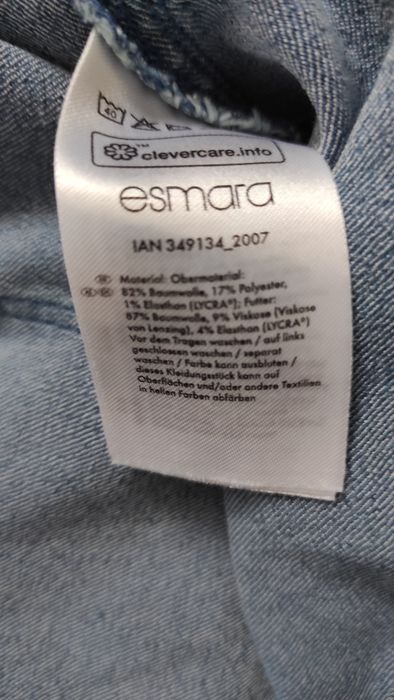 40
clevercare.info
esmara
IAN 349134_2007
Material: Obermaterial:
82% Baumwolle, 17% Polyester,
1% Elasthan (LYCRA®); Futter:
87% Baumwolle, 9% Viskose (Viskose
von Lenzing), 4% Elasthan (LYCRA®)
Vor dem Tragen waschen / auf links
geschlossen waschen / separat
waschen / Farbe kann ausbluten /
dieses Kleidungsstück kann auf
Oberflächen und/oder andere Textilien
in hellen Farben abfärben